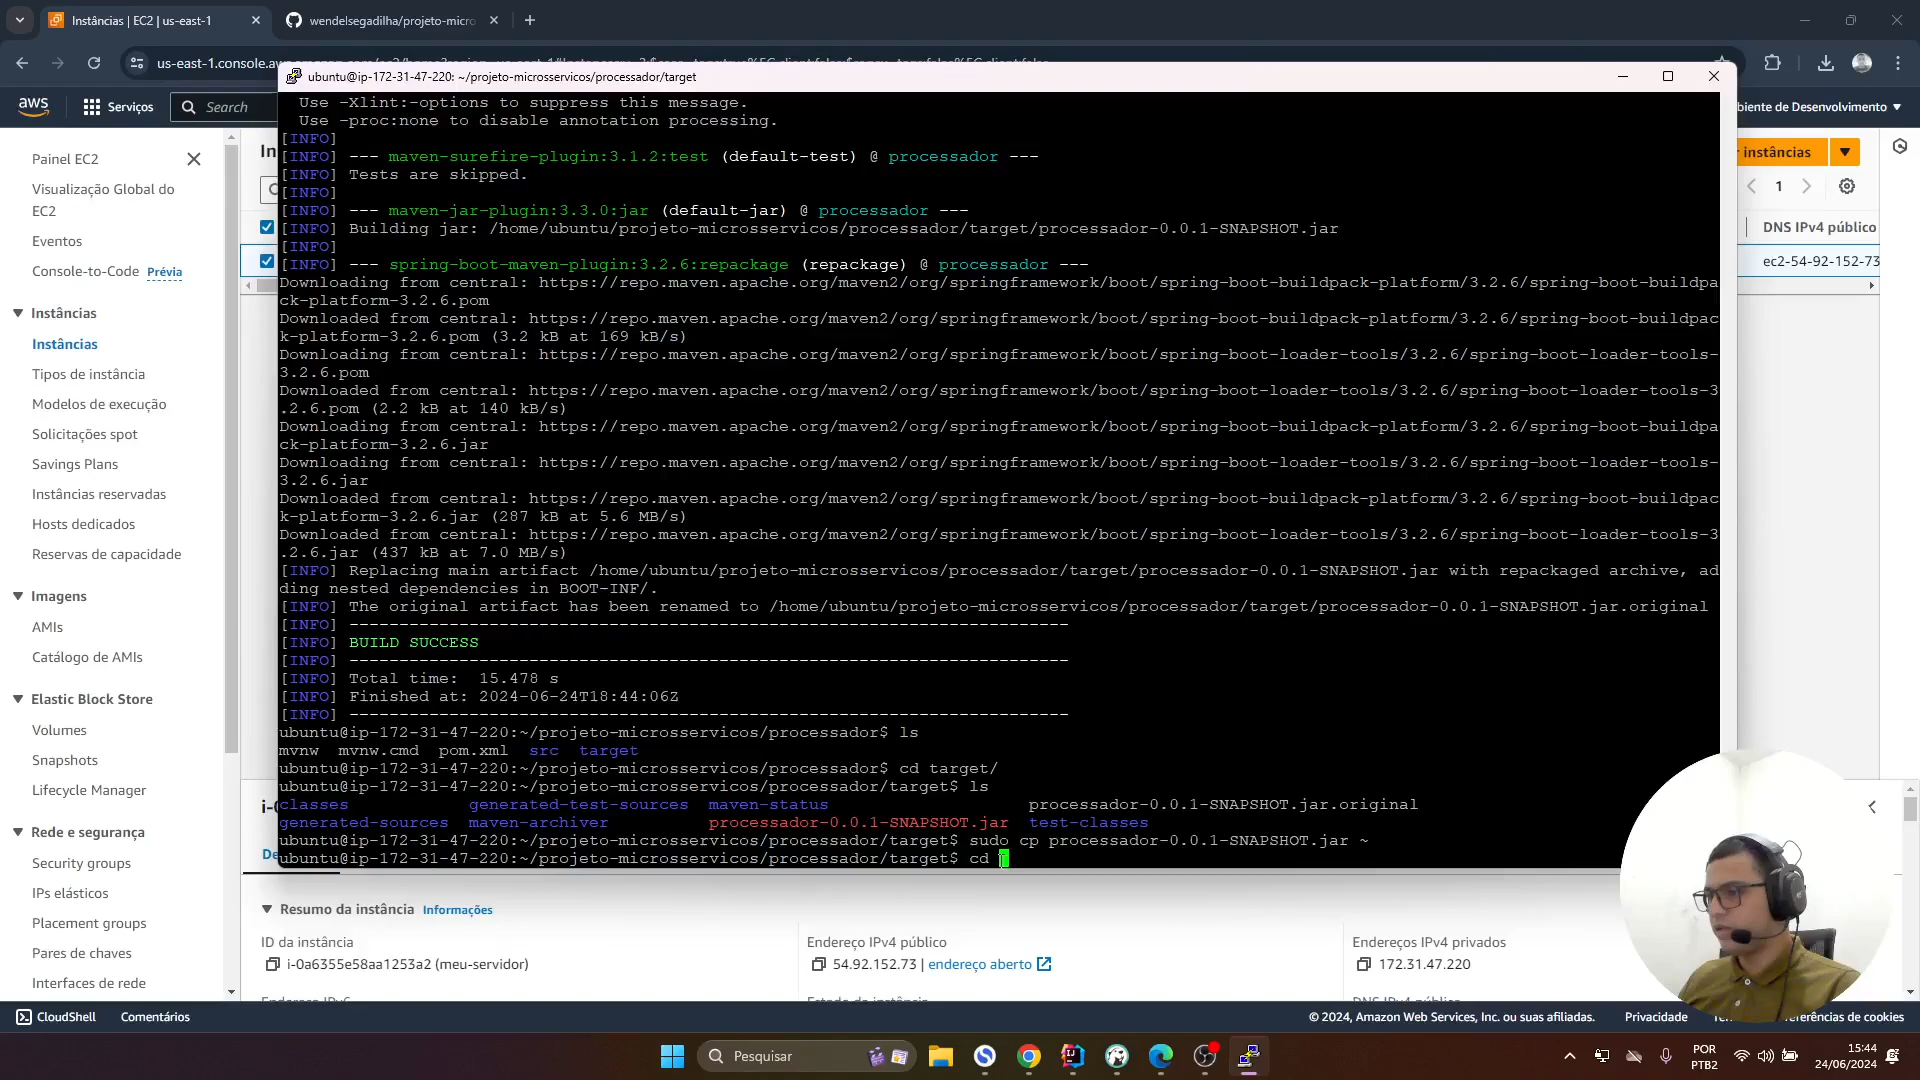 Instâncias | EC2 | us-east-1
wendelsegadilha/projeto-micro
us-east-1.console.aw
aws
Serviços
Search
biente de Desenvolvimento
Painel EC2
Visualização Global do
EC2
Eventos
Console-to-Code Prévia
Instâncias
Instâncias
Tipos de instância
Modelos de execução
Solicitações spot
Savings Plans
Instâncias reservadas
Hosts dedicados
Reservas de capacidade
Imagens
AMIs
Catálogo de AMIs
Elastic Block Store
Volumes
Snapshots
Lifecycle Manager
Rede e segurança
Security groups
IPs elásticos
Placement groups
Pares de chaves
Interfaces de rede
In
instâncias
1
DNS IPv4 público
ec2-54-92-152-73
ubuntu@ip-172-31-47-220: ~/projeto-microsservicos/processador/target
Use -Xlint:-options to suppress this message.
Use -proc:none to disable annotation processing.
[INFO]
[INFO] --- maven-surefire-plugin:3.1.2:test (default-test) @ processador ---
[INFO] Tests are skipped.
[INFO]
[INFO] --- maven-jar-plugin:3.3.0:jar (default-jar) @ processador ---
[INFO] Building jar: /home/ubuntu/projeto-microsservicos/processador/target/processador-0.0.1-SNAPSHOT.jar
[INFO]
[INFO] --- spring-boot-maven-plugin:3.2.6:repackage (repackage) @ processador ---
Downloading from central: https://repo.maven.apache.org/maven2/org/springframework/boot/spring-boot-buildpack-platform/3.2.6/spring-boot-buildpa
ck-platform-3.2.6.pom
Downloaded from central: https://repo.maven.apache.org/maven2/org/springframework/boot/spring-boot-buildpack-platform/3.2.6/spring-boot-buildpac
k-platform-3.2.6.pom (3.2 kB at 169 kB/s)
Downloading from central: https://repo.maven.apache.org/maven2/org/springframework/boot/spring-boot-loader-tools/3.2.6/spring-boot-loader-tools-
3.2.6.pom
Downloaded from central: https://repo.maven.apache.org/maven2/org/springframework/boot/spring-boot-loader-tools/3.2.6/spring-boot-loader-tools-3
.2.6.pom (2.2 kB at 140 kB/s)
Downloading from central: https://repo.maven.apache.org/maven2/org/springframework/boot/spring-boot-buildpack-platform/3.2.6/spring-boot-buildpa
ck-platform-3.2.6.jar
Downloading from central: https://repo.maven.apache.org/maven2/org/springframework/boot/spring-boot-loader-tools/3.2.6/spring-boot-loader-tools-
3.2.6.jar
Downloaded from central: https://repo.maven.apache.org/maven2/org/springframework/boot/spring-boot-buildpack-platform/3.2.6/spring-boot-buildpac
k-platform-3.2.6.jar (287 kB at 5.6 MB/s)
Downloaded from central: https://repo.maven.apache.org/maven2/org/springframework/boot/spring-boot-loader-tools/3.2.6/spring-boot-loader-tools-3
.2.6.jar (437 kB at 7.0 MB/s)
[INFO] Replacing main artifact /home/ubuntu/projeto-microsservicos/processador/target/processador-0.0.1-SNAPSHOT.jar with repackaged archive, ad
ding nested dependencies in BOOT-INF/.
[INFO] The original artifact has been renamed to /home/ubuntu/projeto-microsservicos/processador/target/processador-0.0.1-SNAPSHOT.jar.original
[INFO] ------------------------------------------------------------------------
[INFO] BUILD SUCCESS
[INFO] ------------------------------------------------------------------------
[INFO] Total time:  15.478 s
[INFO] Finished at: 2024-06-24T18:44:06Z
[INFO] ------------------------------------------------------------------------
ubuntu@ip-172-31-47-220:~/projeto-microsservicos/processador$ ls
mvnw  mvnw.cmd  pom.xml  src  target
ubuntu@ip-172-31-47-220:~/projeto-microsservicos/processador$ cd target/
ubuntu@ip-172-31-47-220:~/projeto-microsservicos/processador/target$ ls
classes generated-test-sources maven-status processador-0.0.1-SNAPSHOT.jar.original
generated-sources maven-archiver processador-0.0.1-SNAPSHOT.jar test-classes
ubuntu@ip-172-31-47-220:~/projeto-microsservicos/processador/target$ sudo cp processador-0.0.1-SNAPSHOT.jar ~
ubuntu@ip-172-31-47-220:~/projeto-microsservicos/processador/target$ cd
i-0
De
Resumo da instância Informações
ID da instância
i-0a6355e58aa1253a2 (meu-servidor)
Endereço IPv4 público
54.92.152.73 | endereço aberto
Endereços IPv4 privados
172.31.47.220
CloudShell
Comentários
© 2024, Amazon Web Services, Inc. ou suas afiliadas.
Privacidade
eferências de cookies
Pesquisar
POR
PTB2
15:44
24/06/2024